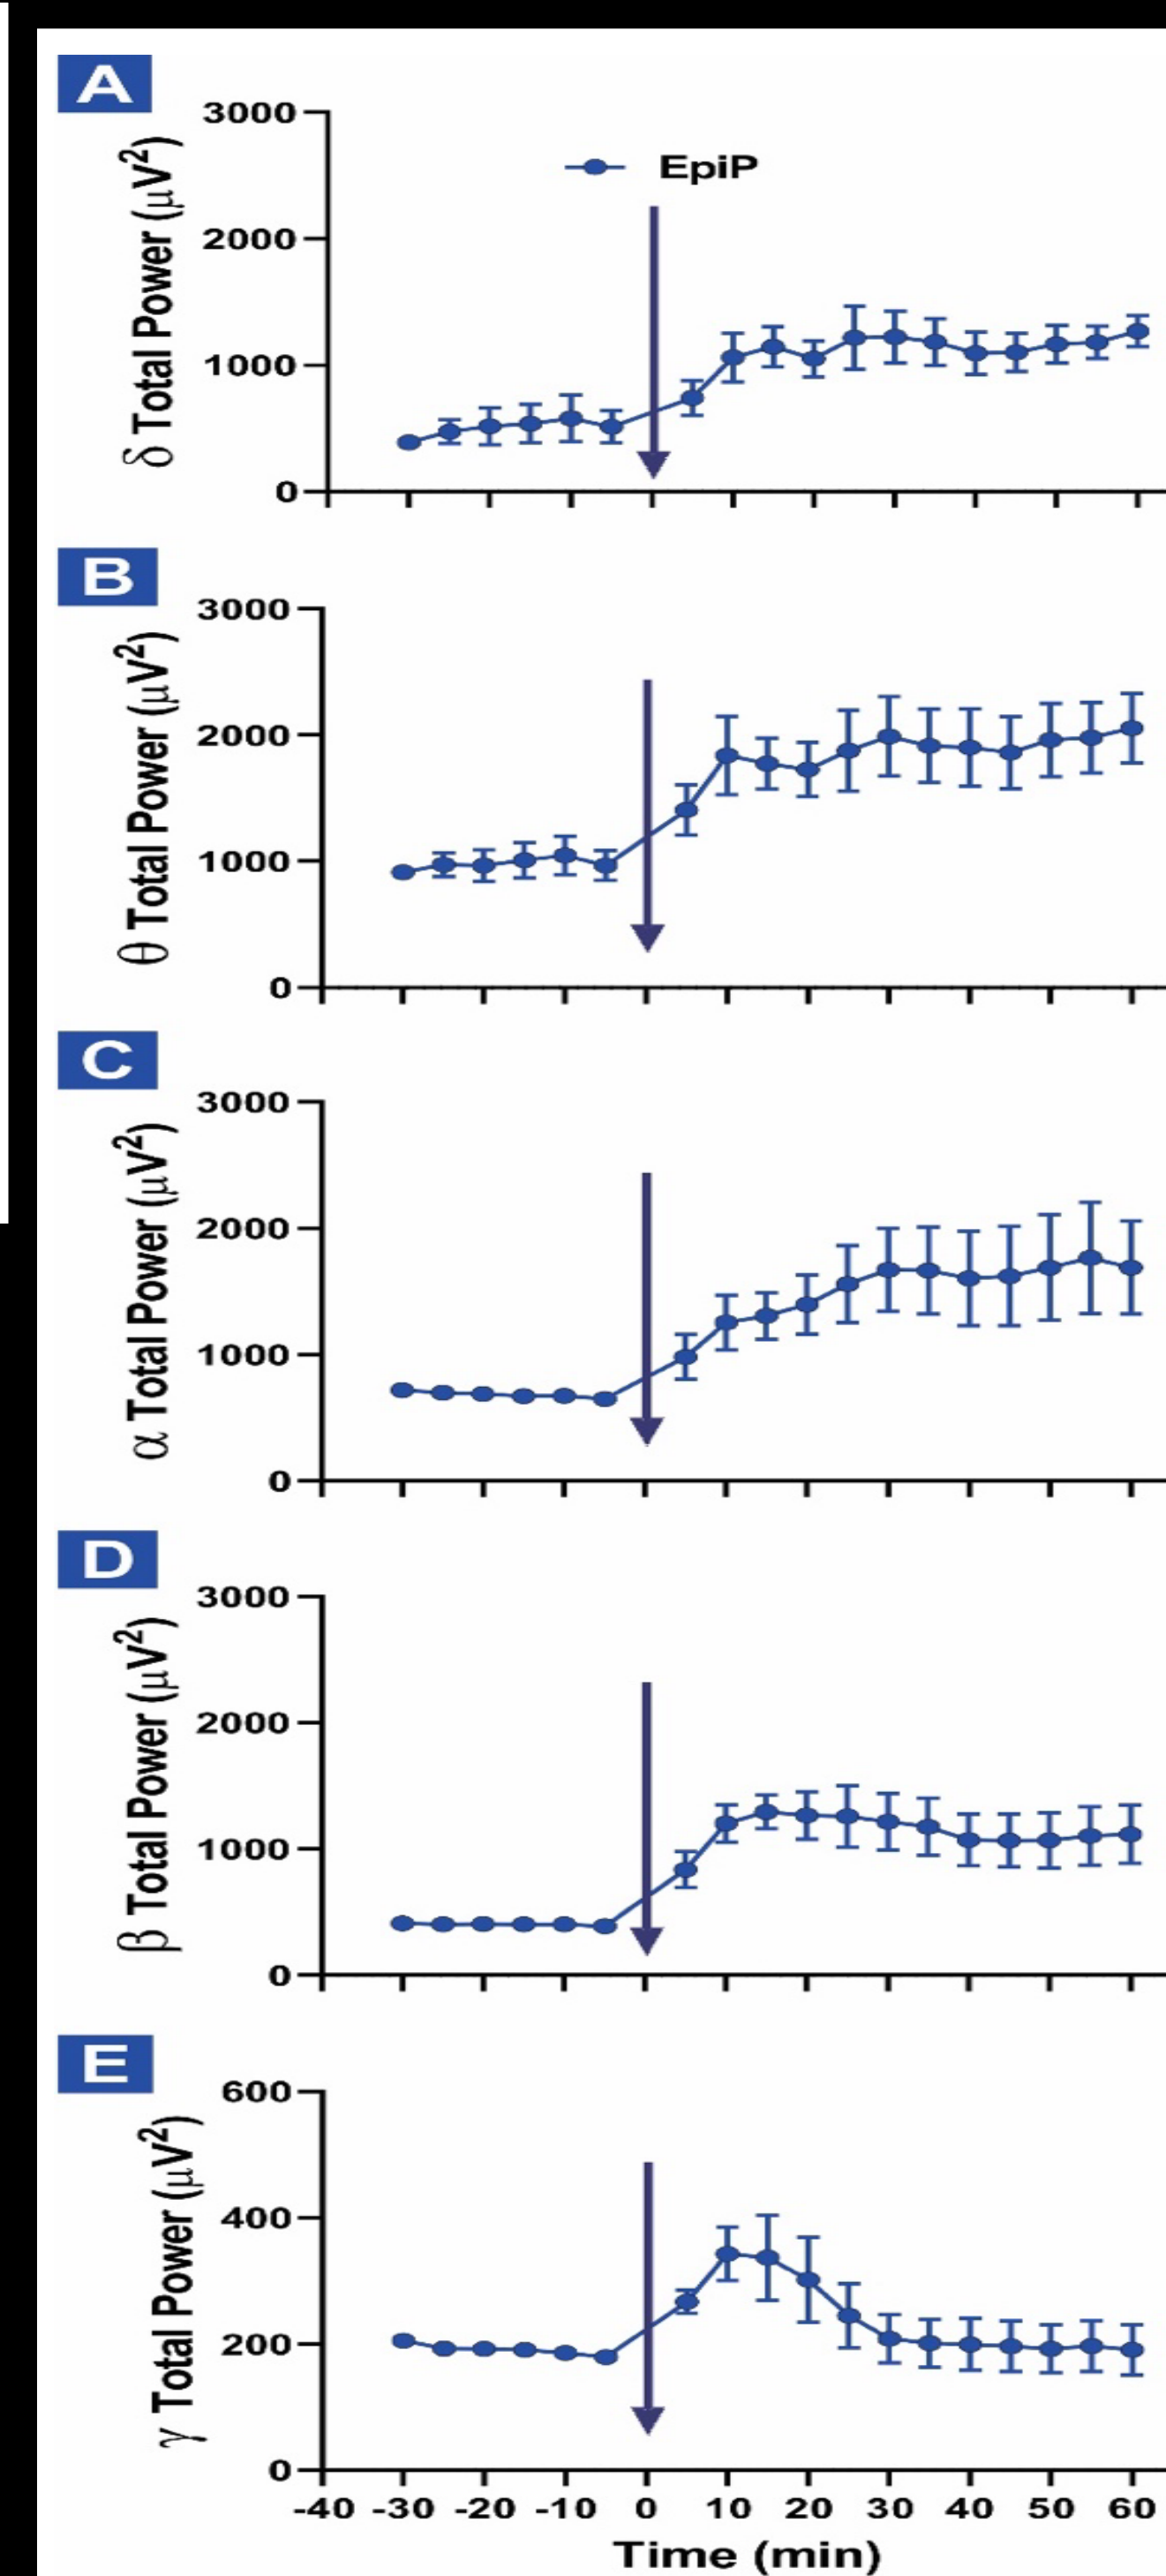 A
δ Total Power (μV²)
3000
2000
1000
0
EpiP
B
θ Total Power (μV²)
3000
2000
1000
0
C
α Total Power (μV²)
3000
2000
1000
0
D
β Total Power (μV²)
3000
2000
1000
0
E
γ Total Power (μV²)
600
400
200
0
-40 -30 -20 -10 0 10 20 30 40 50 60
Time (min)